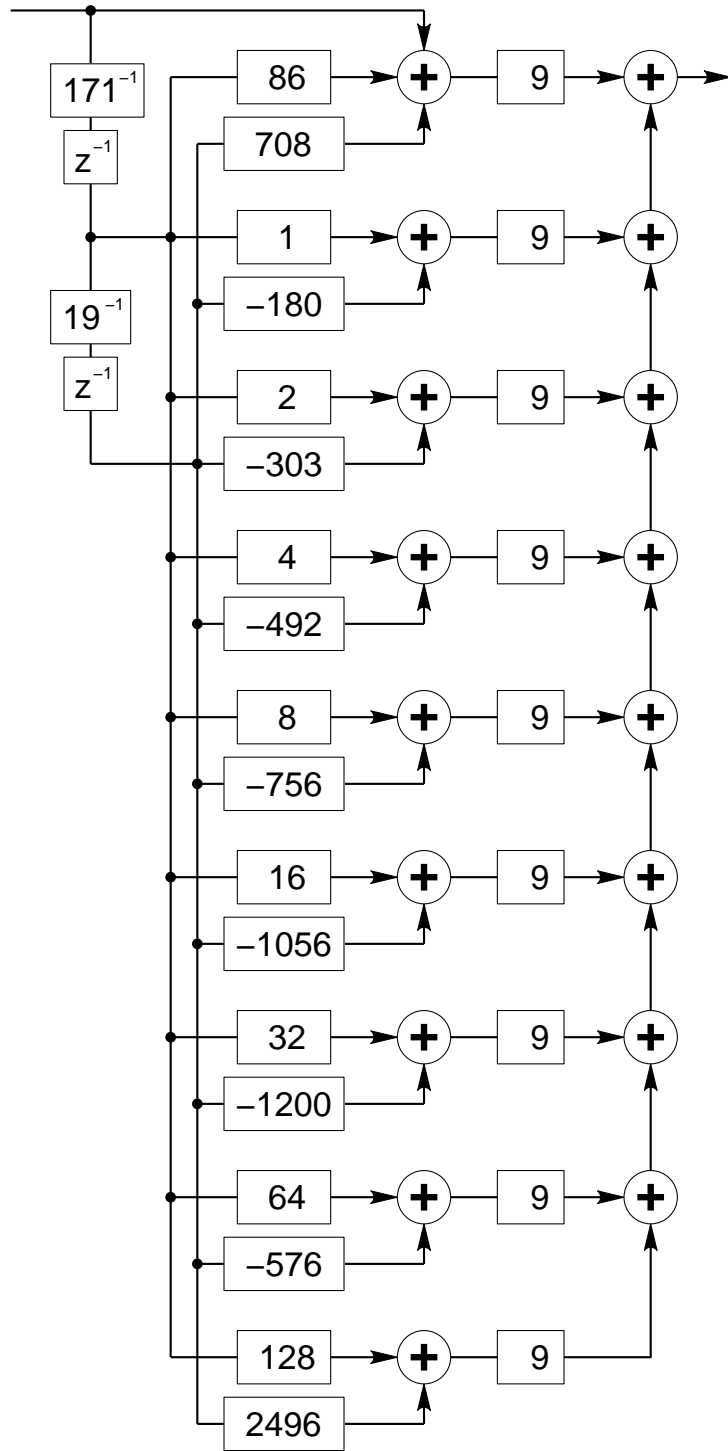 171⁻¹
z⁻¹
19⁻¹
z⁻¹
86 + 9 +
708
1 + 9 +
−180
2 + 9 +
−303
4 + 9 +
−492
8 + 9 +
−756
16 + 9 +
−1056
32 + 9 +
−1200
64 + 9 +
−576
128 + 9
2496